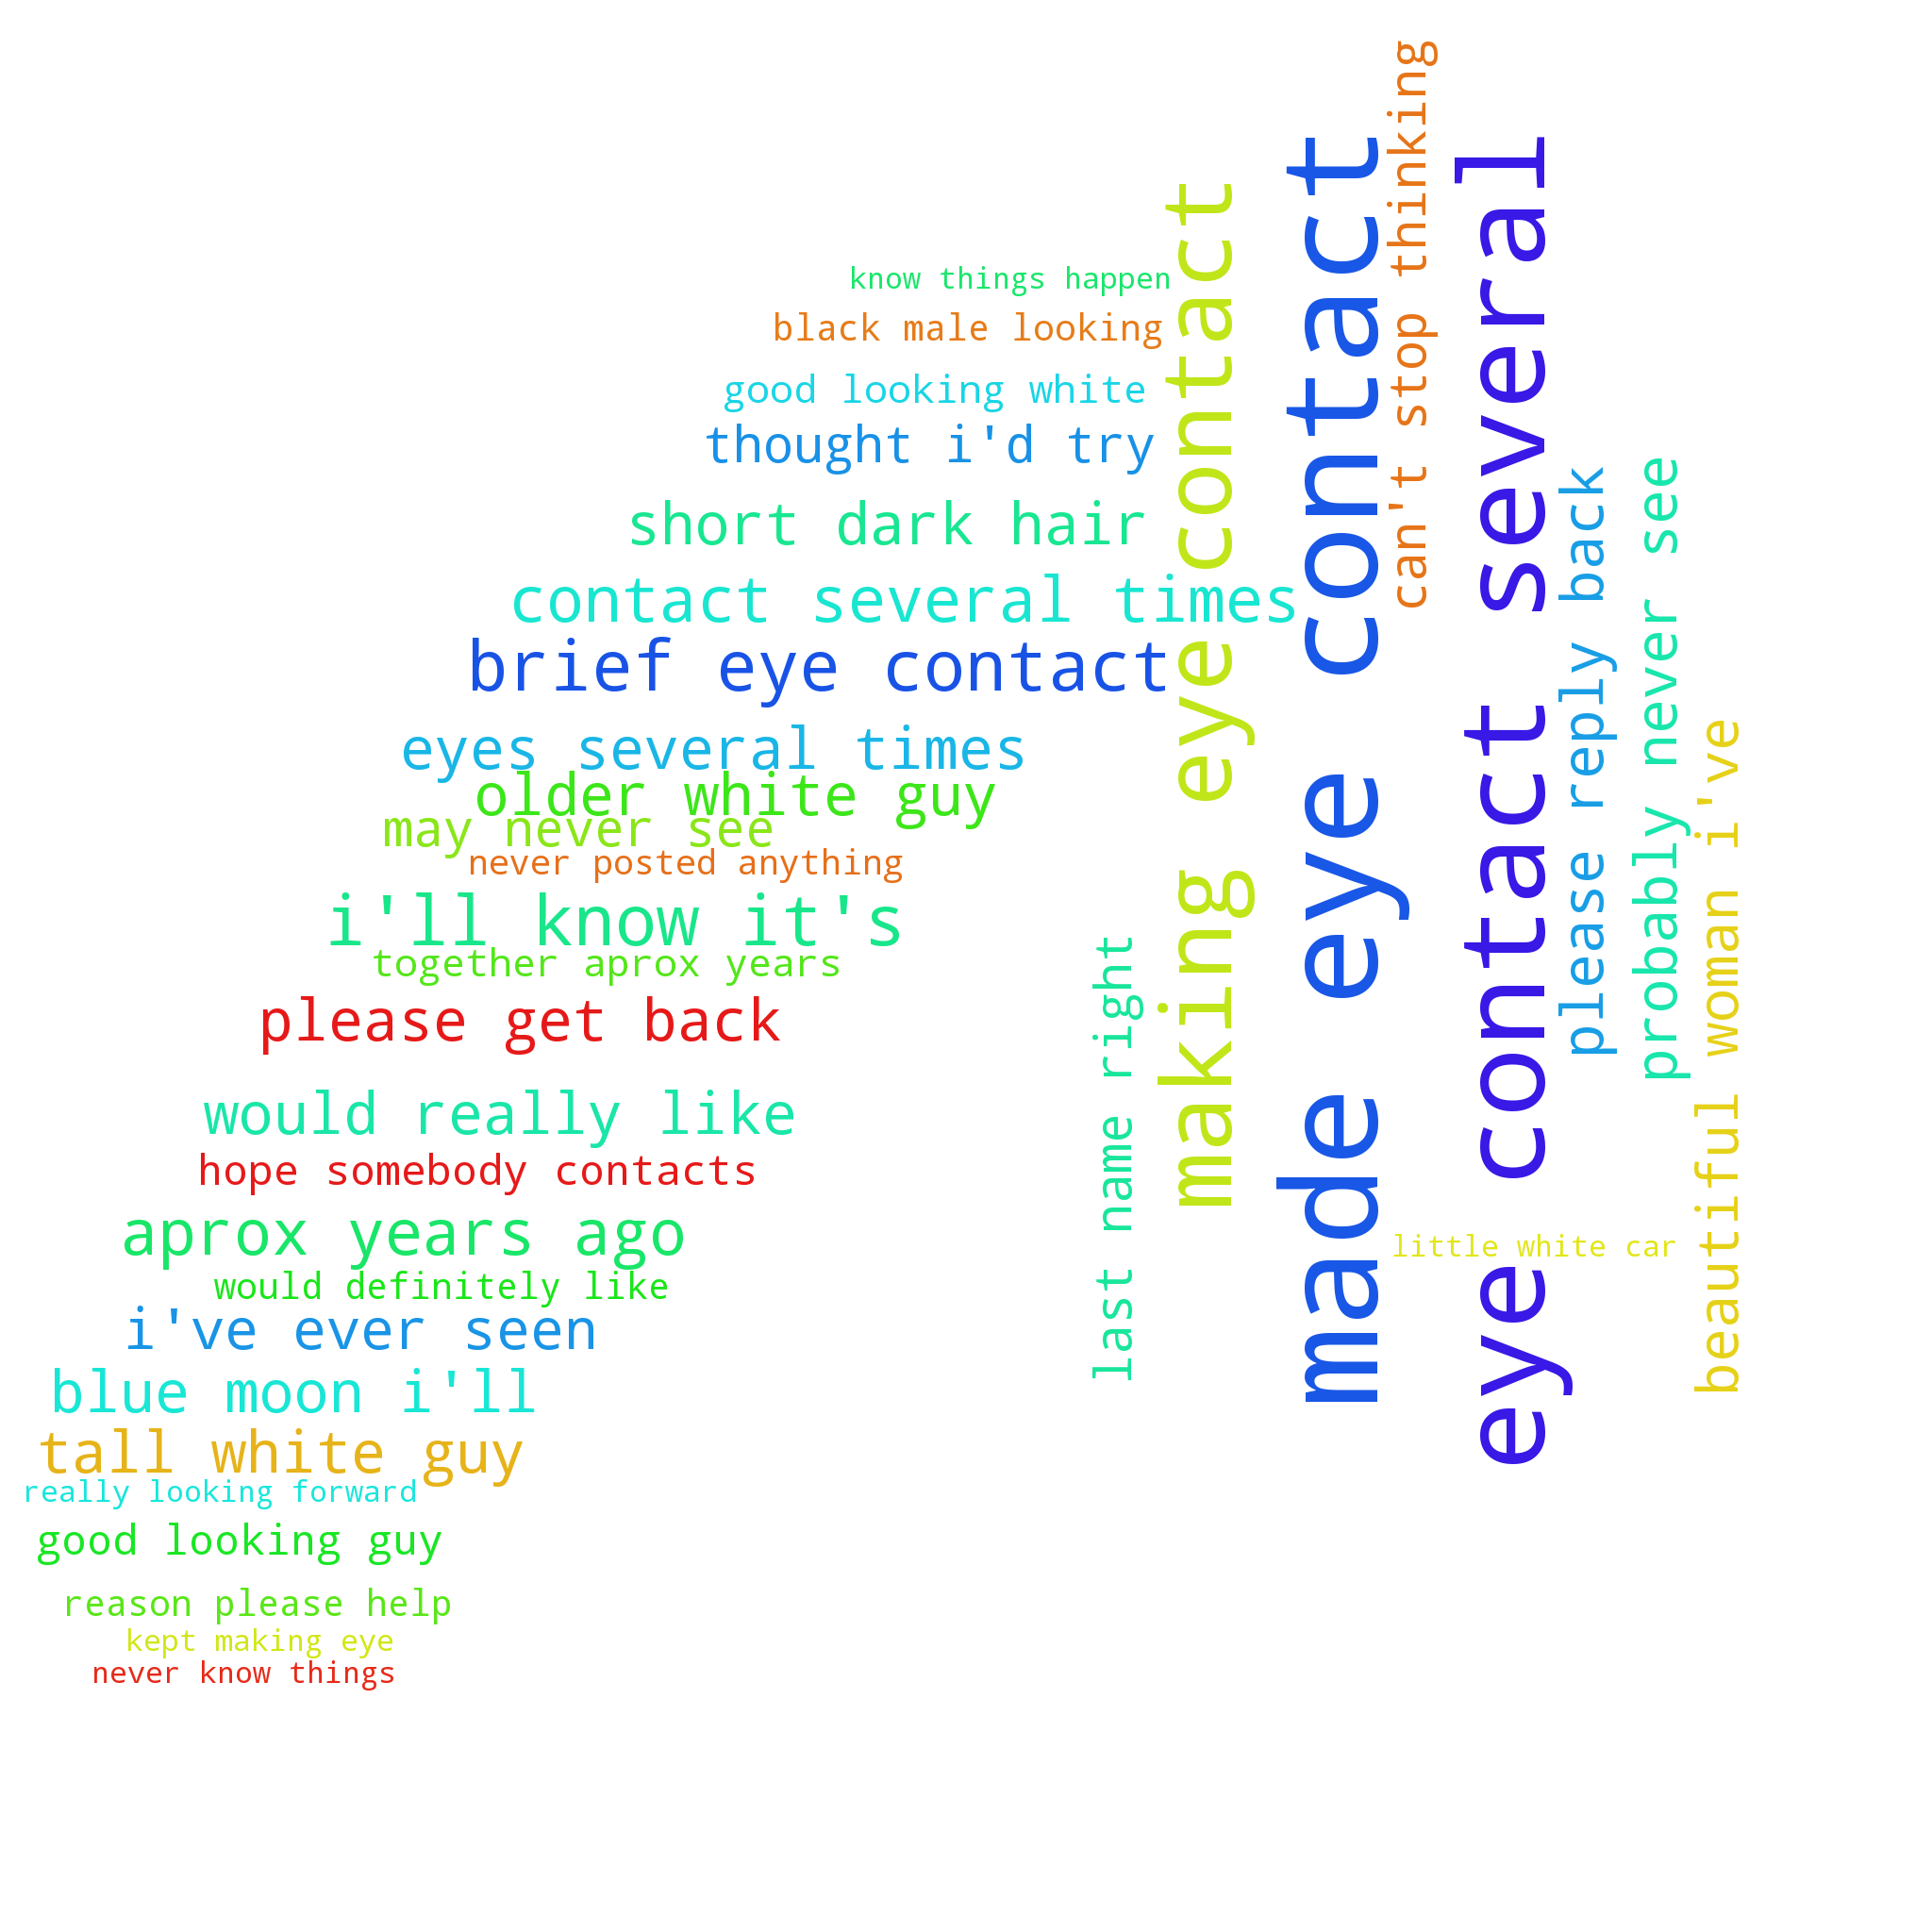 know things happen
black male looking
good looking white
thought i'd try
short dark hair
contact several times
brief eye contact
eyes several times
older white guy
may never see
never posted anything
i'll know it's
together aprox years
please get back
would really like
hope somebody contacts
aprox years ago
would definitely like
i've ever seen
blue moon i'll
tall white guy
really looking forward
good looking guy
reason please help
kept making eye
never know things
last name right
making eye contact
made eye contact
can't stop thinking
eye contact several
please reply back
probably never see
beautiful woman i've
little white car